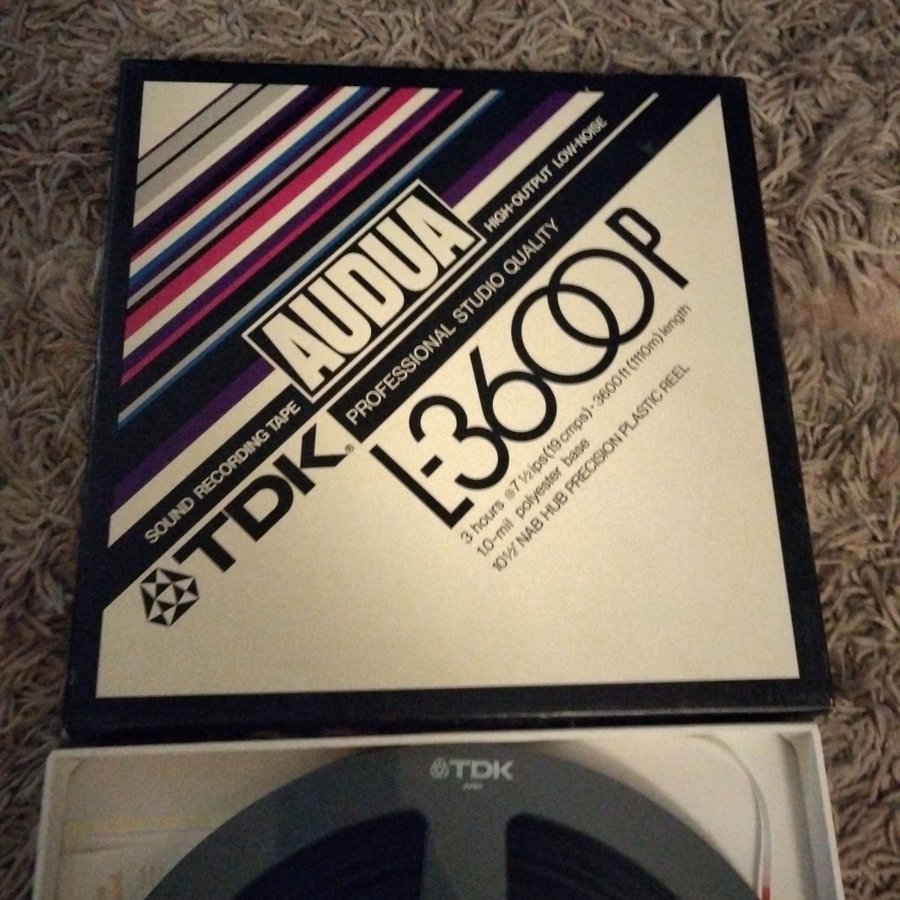 AUDUA
HIGH-OUTPUT LOW-NOISE
SOUND RECORDING TAPE
PROFESSIONAL STUDIO QUALITY
TDK®
L-3600P
3 hours @7½ips(19cmps)·3600ft(1110m)length
1.0-mil polyester base
10½" NAB HUB PRECISION PLASTIC REEL
TDK